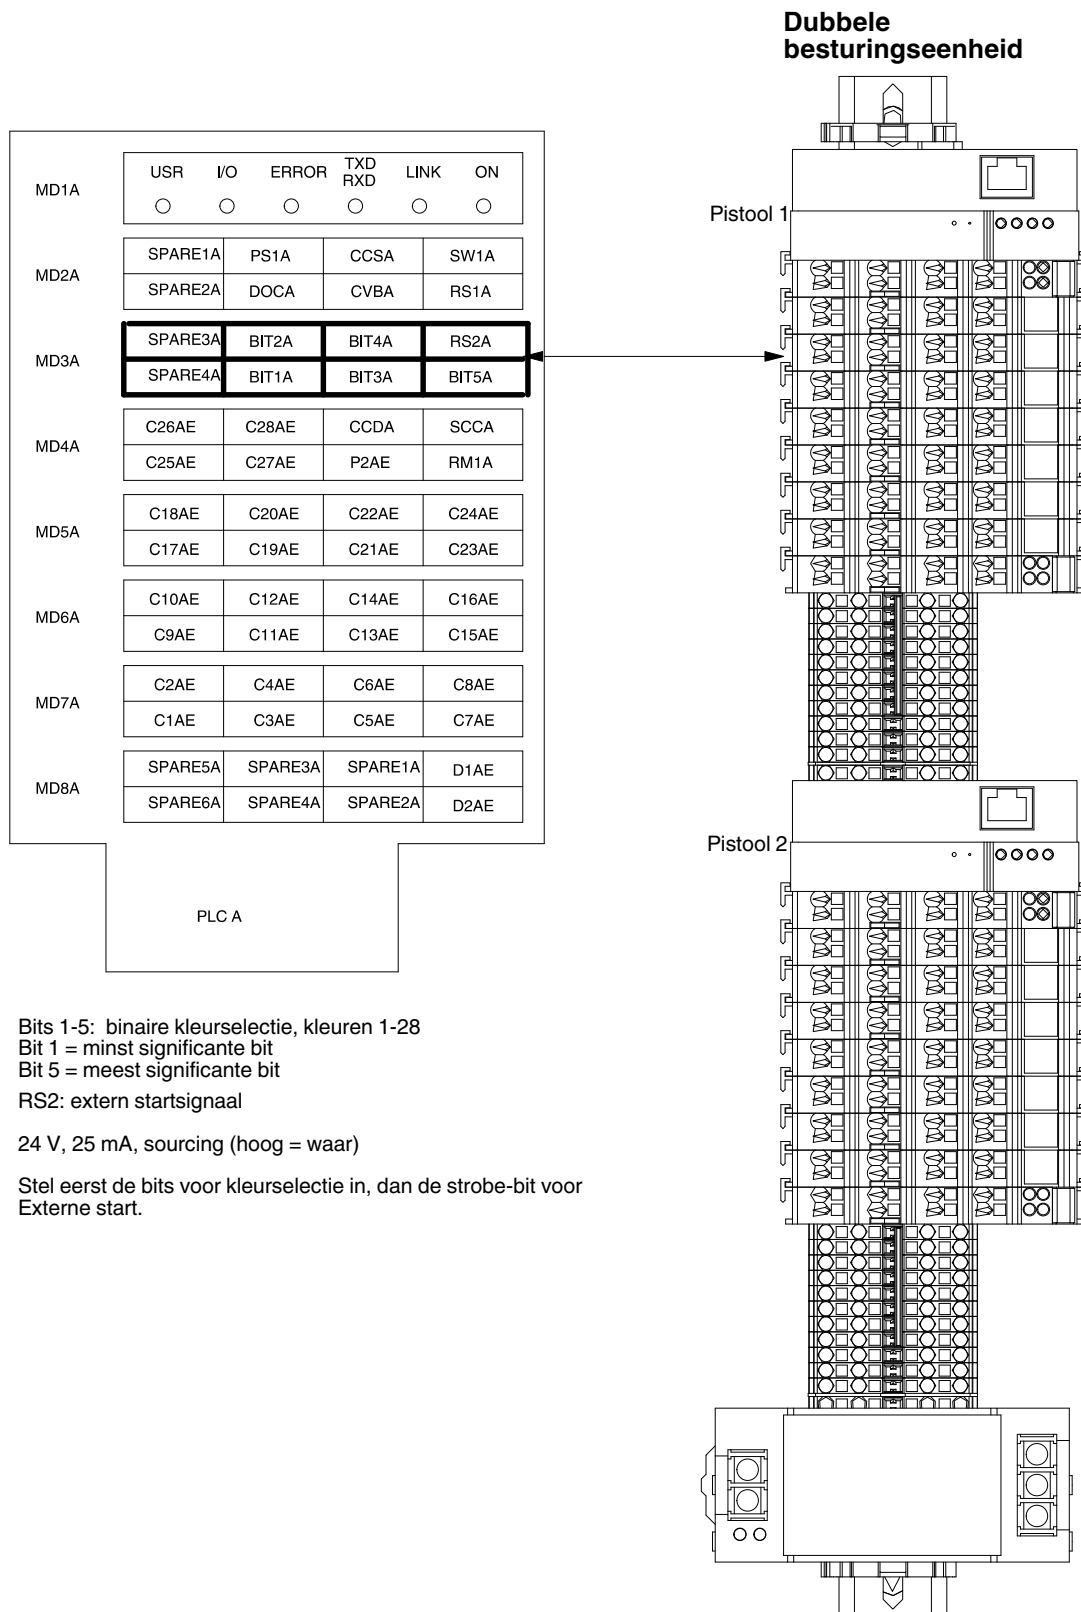 Dubbele
besturingseenheid
MD1A
USR I/O ERROR TXD RXD LINK ON
MD2A
SPARE1A PS1A CCSA SW1A
SPARE2A DOCA CVBA RS1A
MD3A
SPARE3A BIT2A BIT4A RS2A
SPARE4A BIT1A BIT3A BIT5A
MD4A
C26AE C28AE CCDA SCCA
C25AE C27AE P2AE RM1A
MD5A
C18AE C20AE C22AE C24AE
C17AE C19AE C21AE C23AE
MD6A
C10AE C12AE C14AE C16AE
C9AE C11AE C13AE C15AE
MD7A
C2AE C4AE C6AE C8AE
C1AE C3AE C5AE C7AE
MD8A
SPARE5A SPARE3A SPARE1A D1AE
SPARE6A SPARE4A SPARE2A D2AE
PLC A
Pistool 1
Pistool 2
Bits 1-5: binaire kleurselectie, kleuren 1-28
Bit 1 = minst significante bit
Bit 5 = meest significante bit
RS2: extern startsignaal
24 V, 25 mA, sourcing (hoog = waar)
Stel eerst de bits voor kleurselectie in, dan de strobe-bit voor
Externe start.